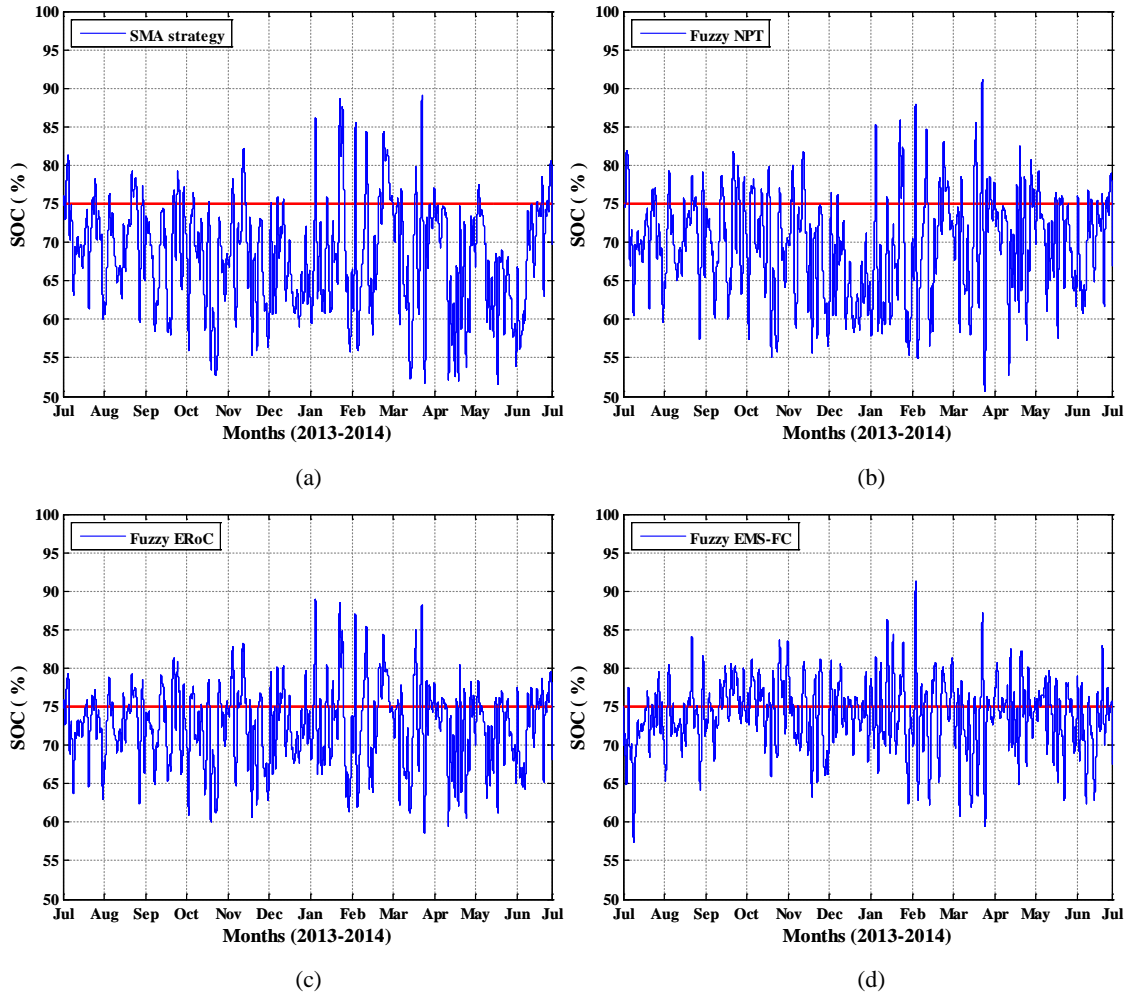 100
95
90
85
80
75
70
65
60
55
50
SOC ( % )
SMA strategy
Jul Aug Sep Oct Nov Dec Jan Feb Mar Apr May Jun Jul
Months (2013-2014)
(a)
100
95
90
85
80
75
70
65
60
55
50
SOC ( % )
Fuzzy NPT
Jul Aug Sep Oct Nov Dec Jan Feb Mar Apr May Jun Jul
Months (2013-2014)
(b)
100
95
90
85
80
75
70
65
60
55
50
SOC ( % )
Fuzzy ERoC
Jul Aug Sep Oct Nov Dec Jan Feb Mar Apr May Jun Jul
Months (2013-2014)
(c)
100
95
90
85
80
75
70
65
60
55
50
SOC ( % )
Fuzzy EMS-FC
Jul Aug Sep Oct Nov Dec Jan Feb Mar Apr May Jun Jul
Months (2013-2014)
(d)